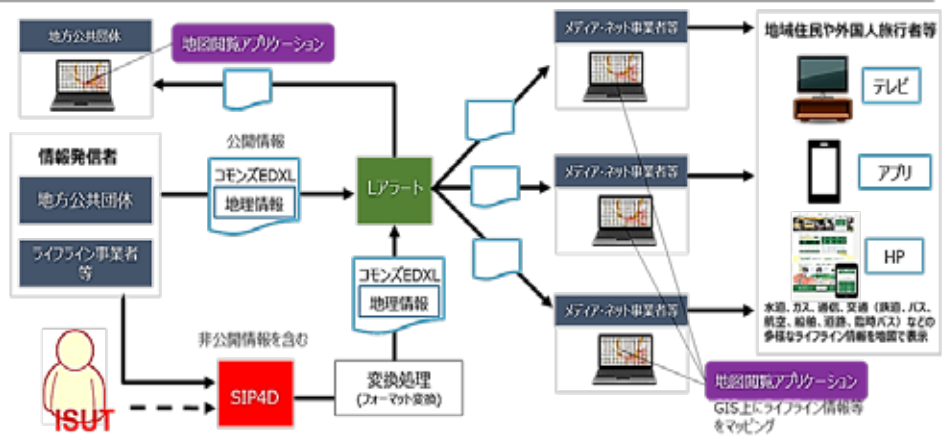 地方公共団体
地図閲覧アプリケーション
公開情報
情報発信者
地方公共団体
ライフライン事業者
等
コモンズEDXL
地理情報
Lアラート
コモンズEDXL
地理情報
非公開情報を含む
ISUT
SIP4D
変換処理
(フォーマット変換)
メディア・ネット事業者等
メディア・ネット事業者等
メディア・ネット事業者等
地図閲覧アプリケーション
GIS上にライフライン情報等
をマッピング
地域住民や外国人旅行者等
テレビ
アプリ
HP
水道、ガス、通信、交通（鉄道、バス、
航空、船舶、道路、臨時バス）などの
多様なライフライン情報を地図で表示